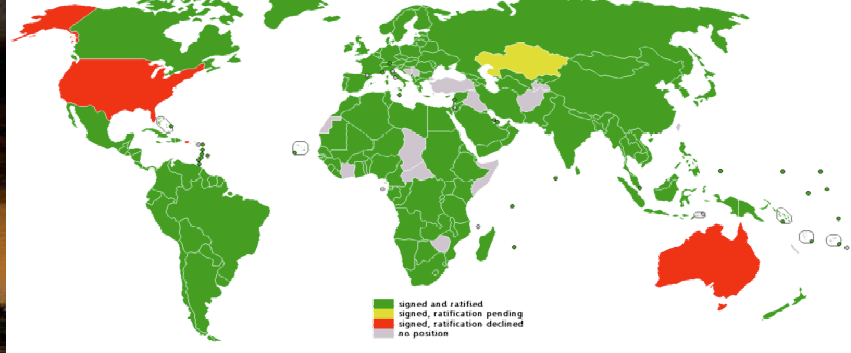 signed and ratified
signed, ratification pending
signed, ratification declined
no position